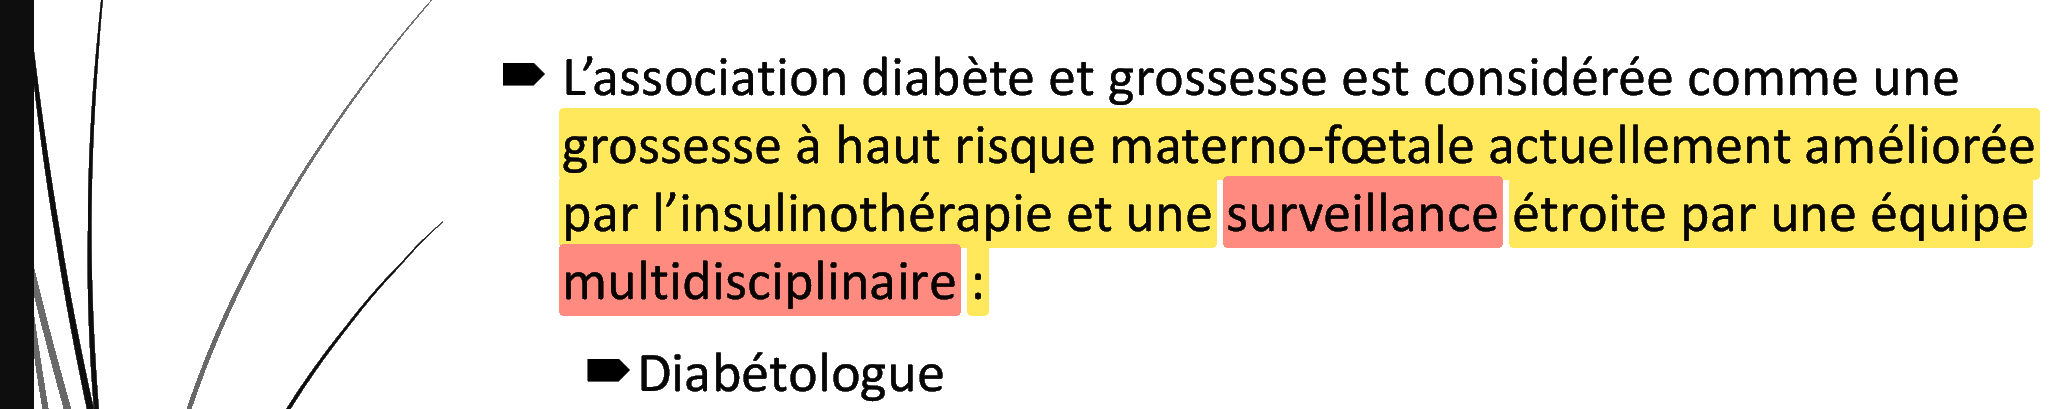 L’association diabète et grossesse est considérée comme une
grossesse à haut risque materno-fœtale actuellement améliorée
par l’insulinothérapie et une surveillance étroite par une équipe
multidisciplinaire :
Diabétologue